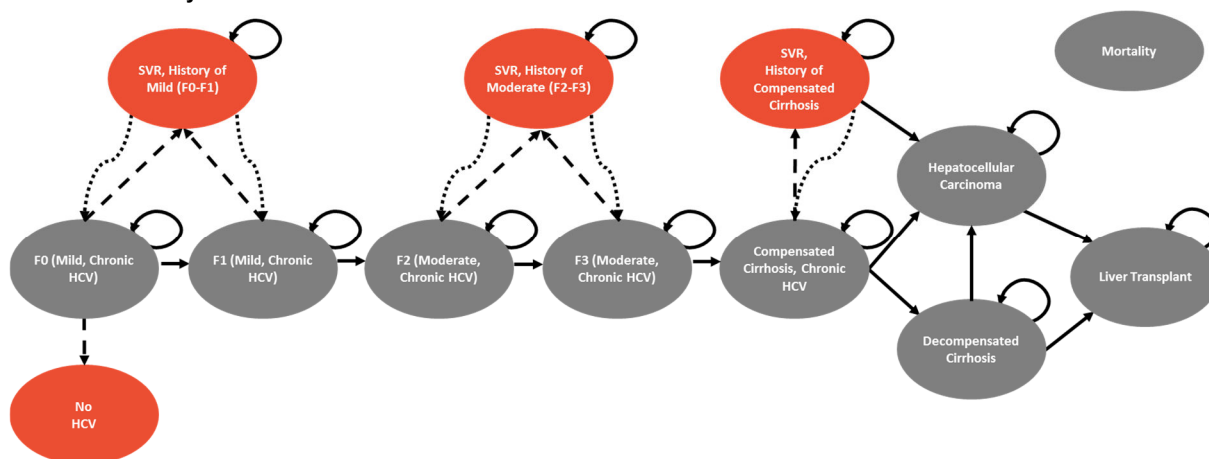 SVR, History of
Mild (F0-F1)
SVR, History of
Moderate (F2-F3)
SVR,
History of
Compensated
Cirrhosis
Mortality
Hepatocellular
Carcinoma
F0 (Mild, Chronic
HCV)
F1 (Mild, Chronic
HCV)
F2 (Moderate,
Chronic HCV)
F3 (Moderate,
Chronic HCV)
Compensated
Cirrhosis, Chronic
HCV
Liver Transplant
Decompensated
Cirrhosis
No
HCV